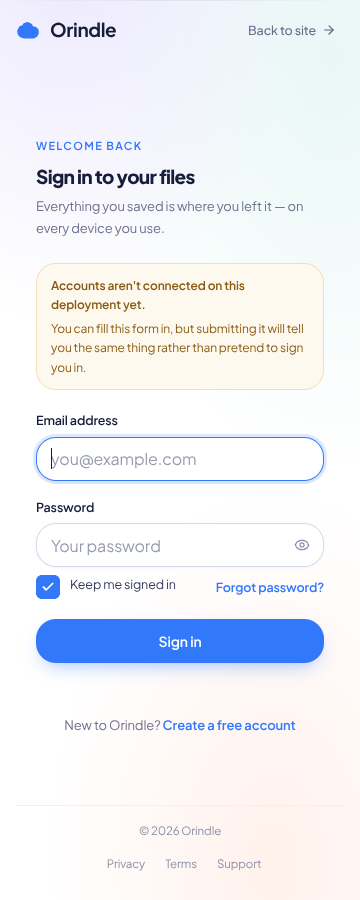 Orindle
Back to site →
WELCOME BACK
Sign in to your files
Everything you saved is where you left it — on
every device you use.
Accounts aren't connected on this
deployment yet.
You can fill this form in, but submitting it will tell
you the same thing rather than pretend to sign
you in.
Email address
you@example.com
Password
Your password
Keep me signed in
Forgot password?
Sign in
New to Orindle? Create a free account
© 2026 Orindle
Privacy Terms Support